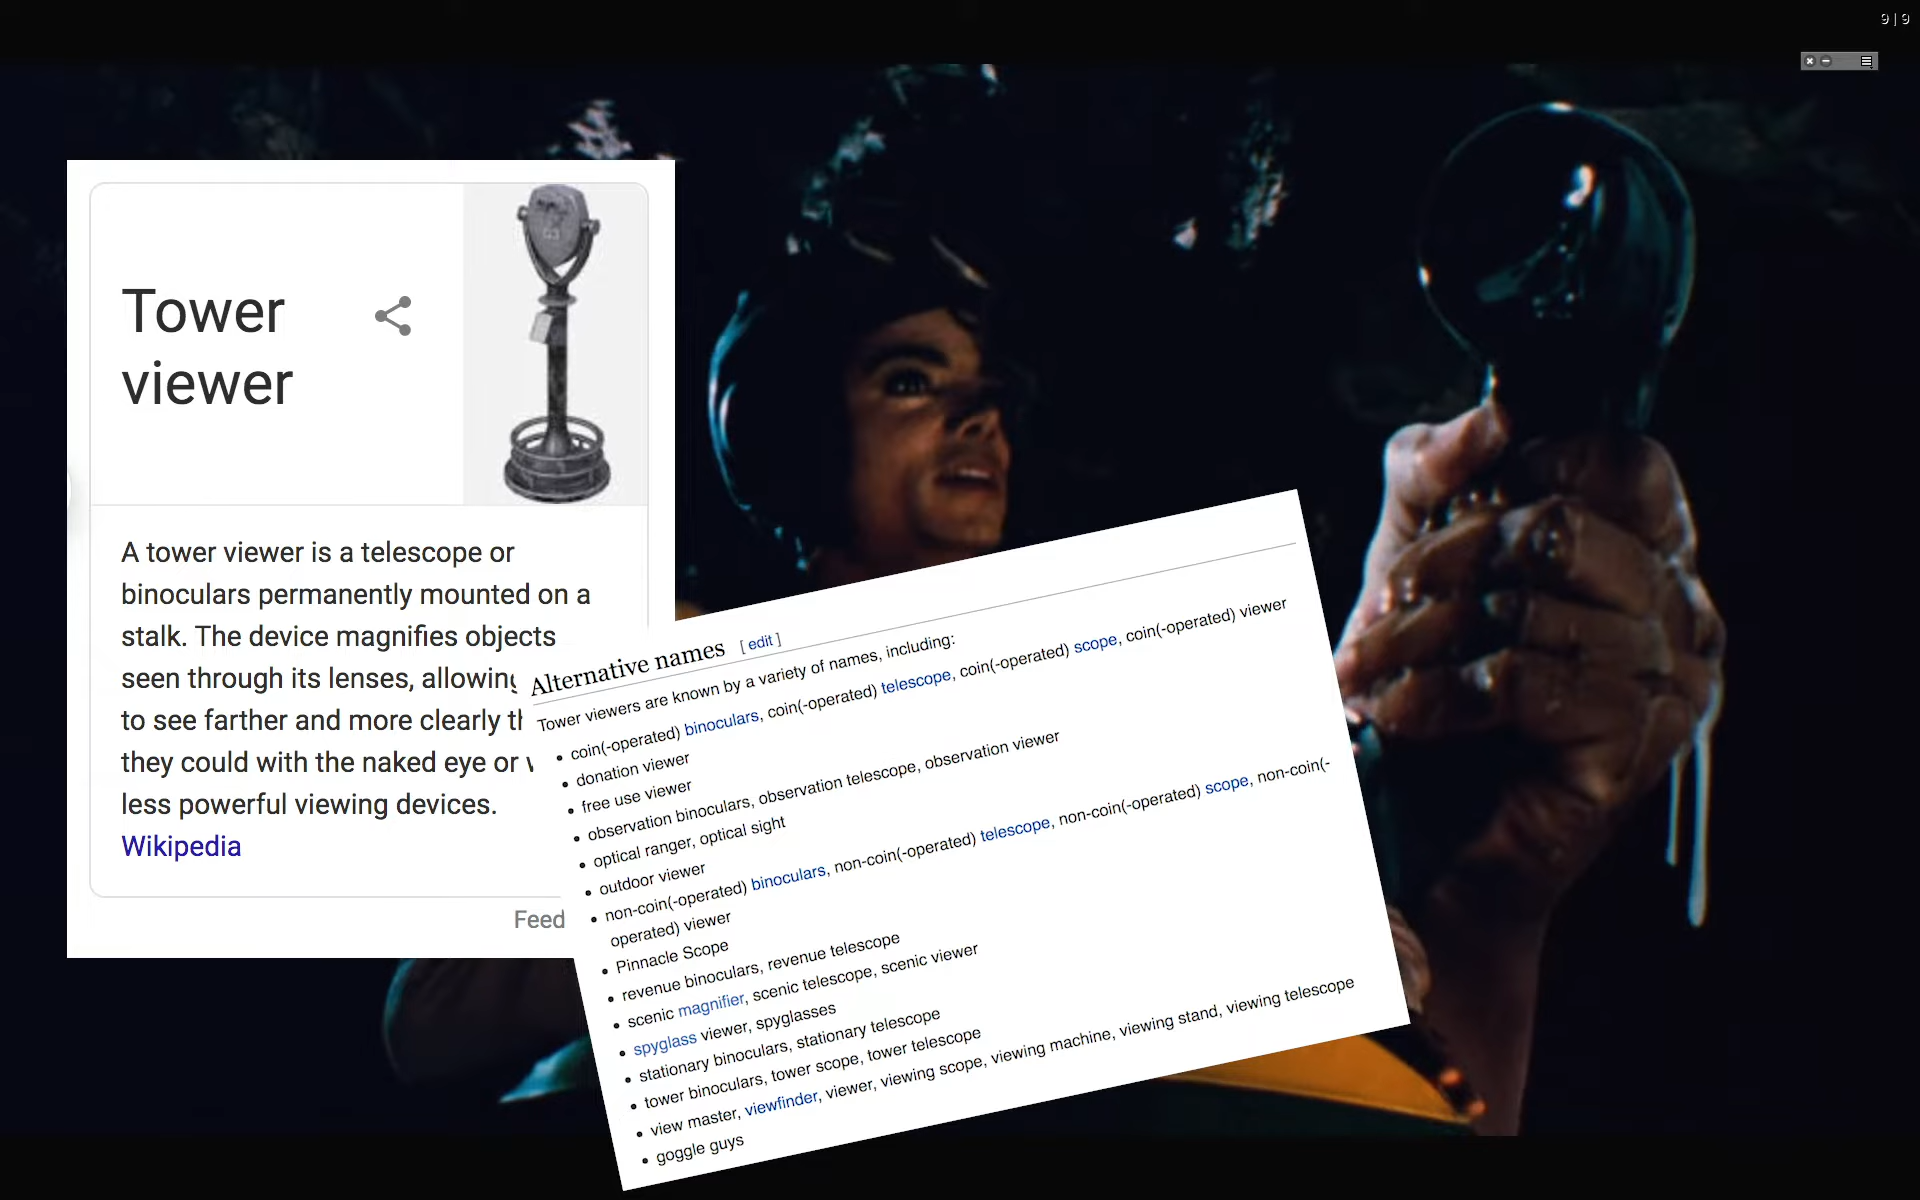 9 | 9
Tower
viewer
A tower viewer is a telescope or
binoculars permanently mounted on a
stalk. The device magnifies objects
seen through its lenses, allowing
to see farther and more clearly th
they could with the naked eye or
less powerful viewing devices.
Wikipedia
Feed
Alternative names [ edit ]
Tower viewers are known by a variety of names, including:
• coin(-operated) binoculars, coin(-operated) telescope, coin(-operated) scope, coin(-operated) viewer
• donation viewer
• free use viewer
• observation binoculars, observation telescope, observation viewer
• optical ranger, optical sight
• outdoor viewer
• non-coin(-operated) binoculars, non-coin(-operated) telescope, non-coin(-operated) scope, non-coin(-
operated) viewer
• Pinnacle Scope
• revenue binoculars, revenue telescope
• scenic magnifier, scenic telescope, scenic viewer
• spyglass viewer, spyglasses
• stationary binoculars, stationary telescope
• tower binoculars, tower scope, tower telescope
• view master, viewfinder, viewer, viewing scope, viewing machine, viewing stand, viewing telescope
• goggle guys